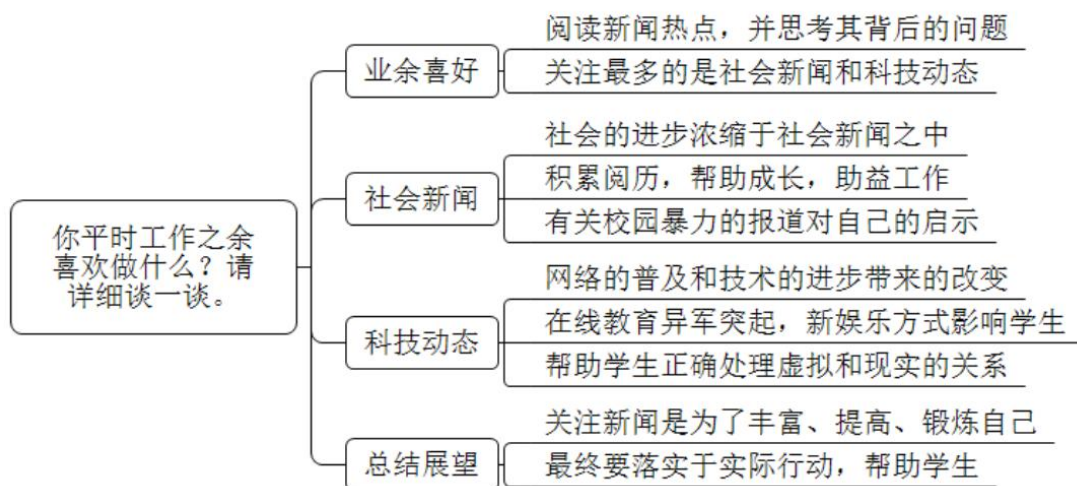 你平时工作之余
喜欢做什么？请
详细谈一谈。
业余喜好
阅读新闻热点，并思考其背后的问题
关注最多的是社会新闻和科技动态
社会新闻
社会的进步浓缩于社会新闻之中
积累阅历，帮助成长，助益工作
有关校园暴力的报道对自己的启示
科技动态
网络的普及和技术的进步带来的改变
在线教育异军突起，新娱乐方式影响学生
帮助学生正确处理虚拟和现实的关系
总结展望
关注新闻是为了丰富、提高、锻炼自己
最终要落实于实际行动，帮助学生